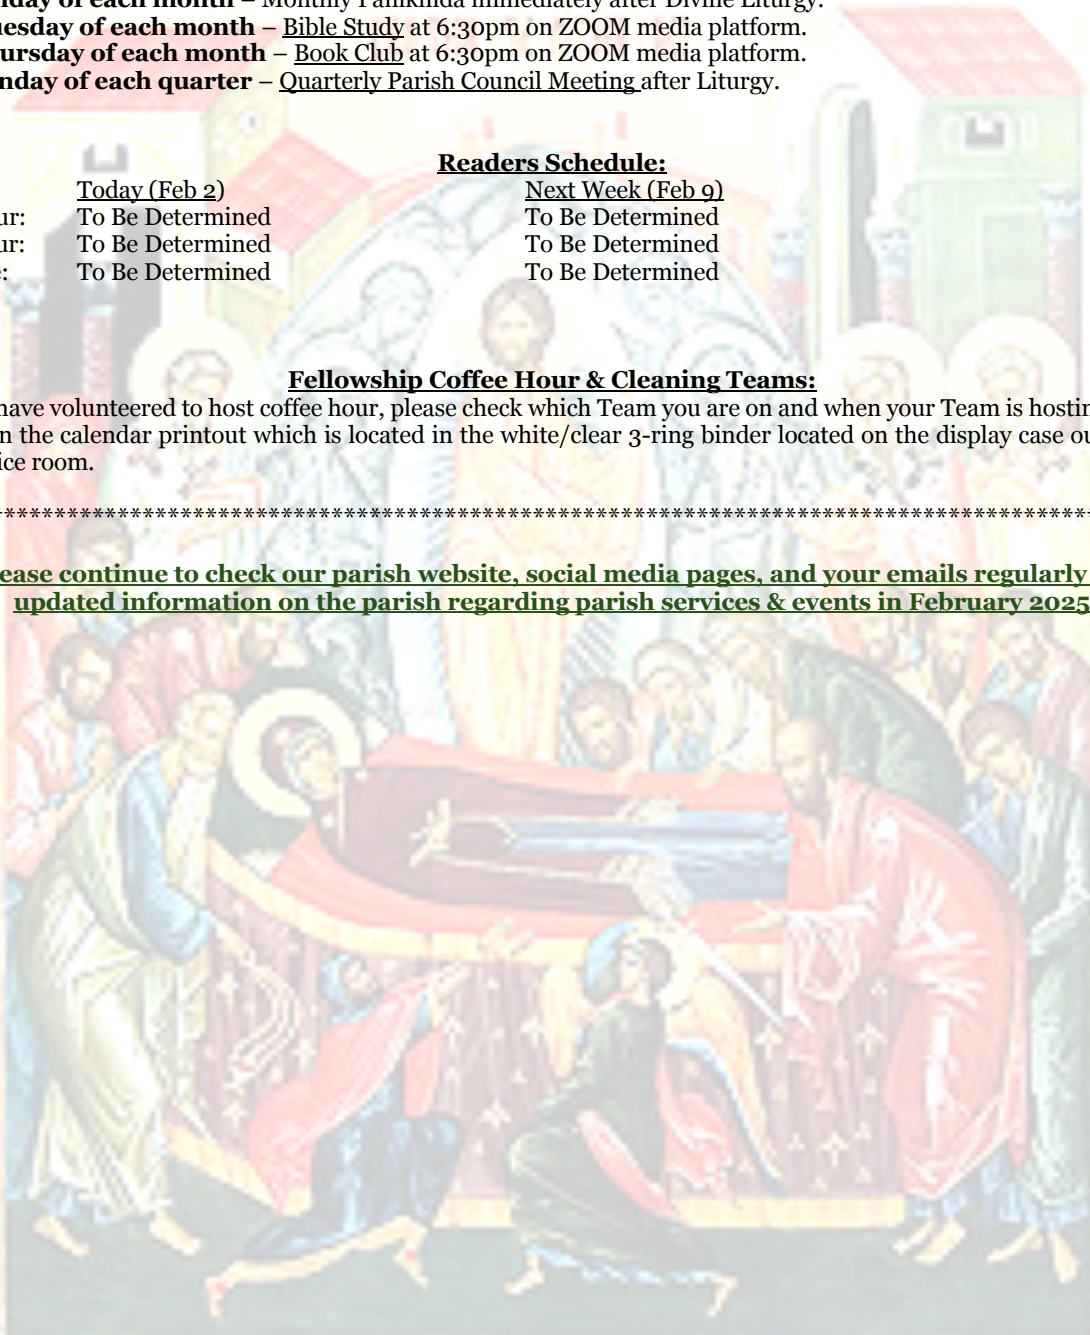 nday of each month – Monthly Panikhida immediately after Divine Liturgy.
uesday of each month – Bible Study at 6:30pm on ZOOM media platform.
ursday of each month – Book Club at 6:30pm on ZOOM media platform.
nday of each quarter – Quarterly Parish Council Meeting after Liturgy.
Readers Schedule:
Today (Feb 2) Next Week (Feb 9)
ur: To Be Determined To Be Determined
ur: To Be Determined To Be Determined
e: To Be Determined To Be Determined
Fellowship Coffee Hour & Cleaning Teams:
have volunteered to host coffee hour, please check which Team you are on and when your Team is hostin
n the calendar printout which is located in the white/clear 3-ring binder located on the display case ou
ice room.
****************************************************************************************
ease continue to check our parish website, social media pages, and your emails regularly
updated information on the parish regarding parish services & events in February 2025